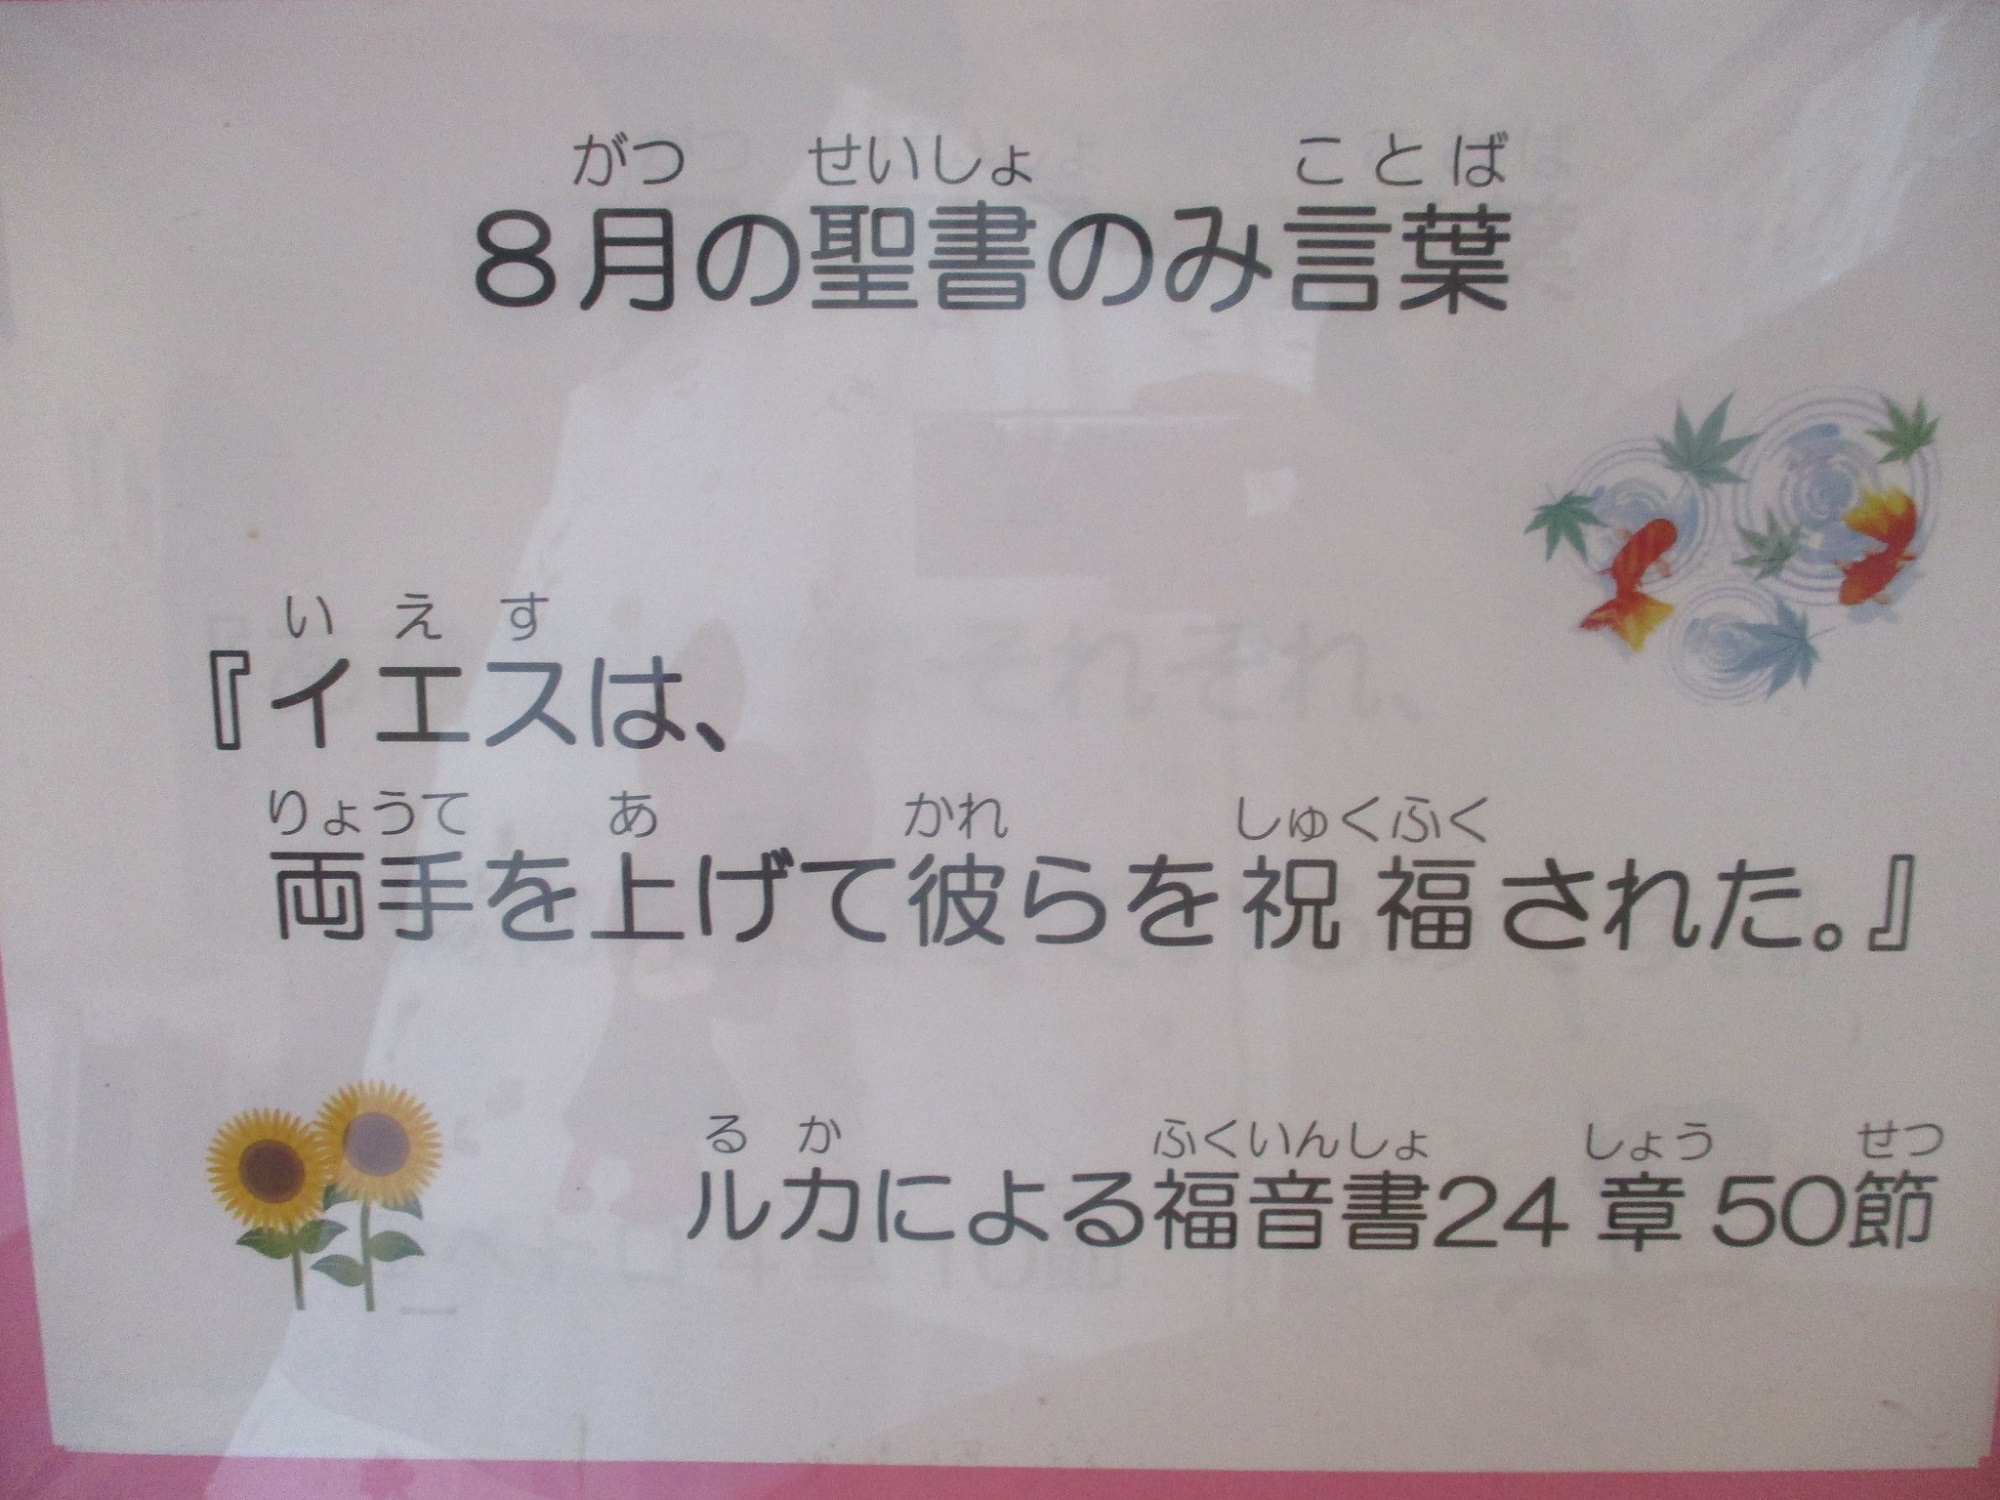 がつ せいしょ ことば
8月の聖書のみ言葉
いえす
『イエスは、
りょうて あ かれ しゅくふく
両手を上げて彼らを祝福された。』
るか ふくいんしょ しょう せつ
ルカによる福音書24章50節
それぞれ、